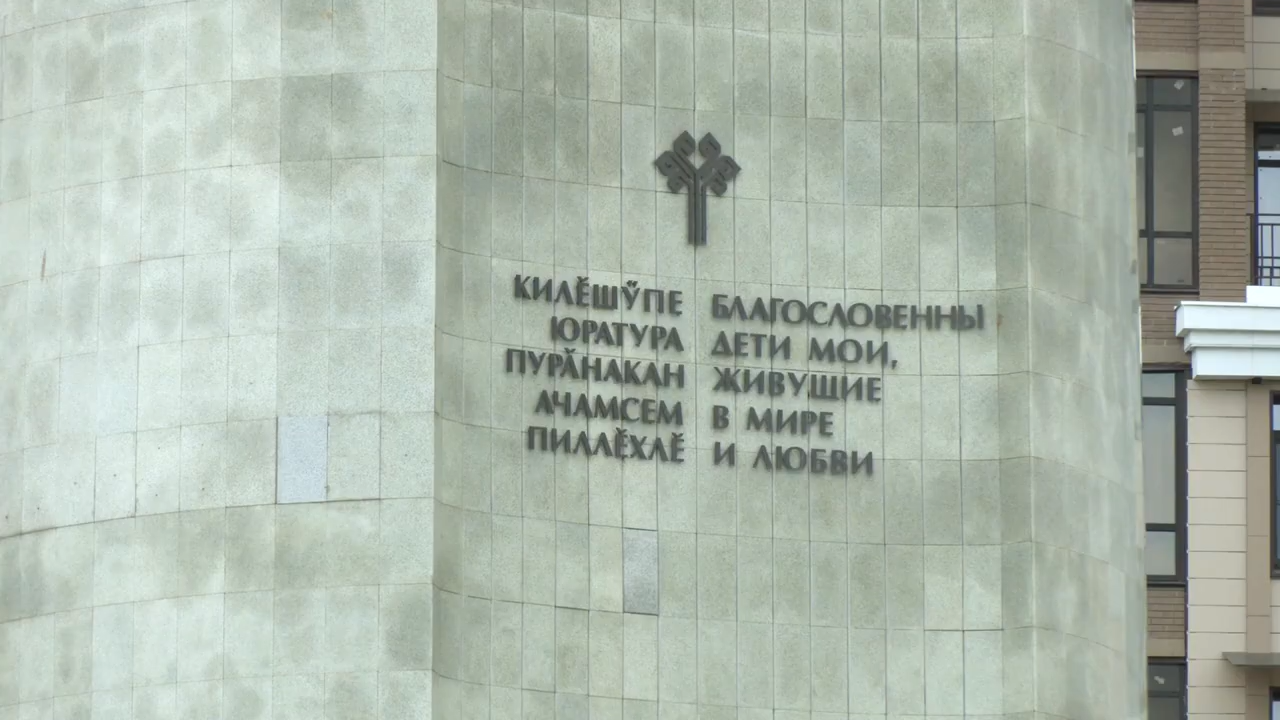 КИЛӖШӲПЕ
ЮРАТУРА
ПУРӐНАКАН
АЧАМСЕМ
ПИЛЛӖХЛӖ
БЛАГОСЛОВЕННЫ
ДЕТИ МОИ,
ЖИВУЩИЕ
В МИРЕ
И ЛЮБВИ